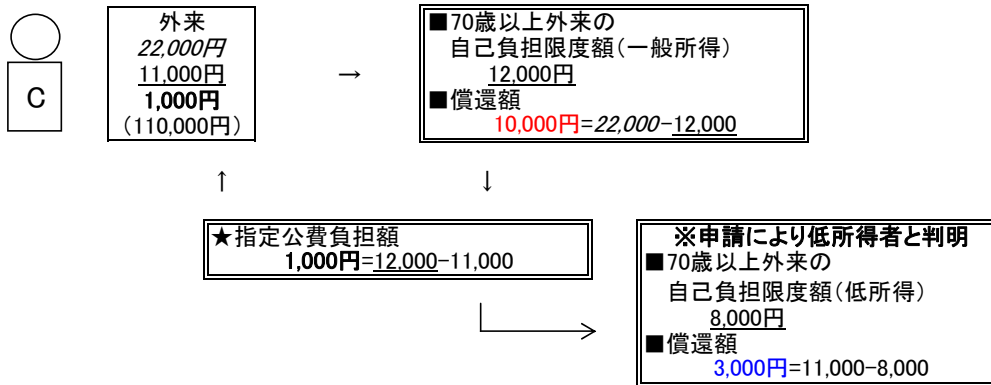 C
外来
22,000円
11,000円
1,000円
(110,000円)
→
■70歳以上外来の
自己負担限度額(一般所得)
12,000円
■償還額
10,000円=22,000-12,000
↑
↓
★指定公費負担額
1,000円=12,000-11,000
※申請により低所得者と判明
■70歳以上外来の
自己負担限度額(低所得)
8,000円
■償還額
3,000円=11,000-8,000